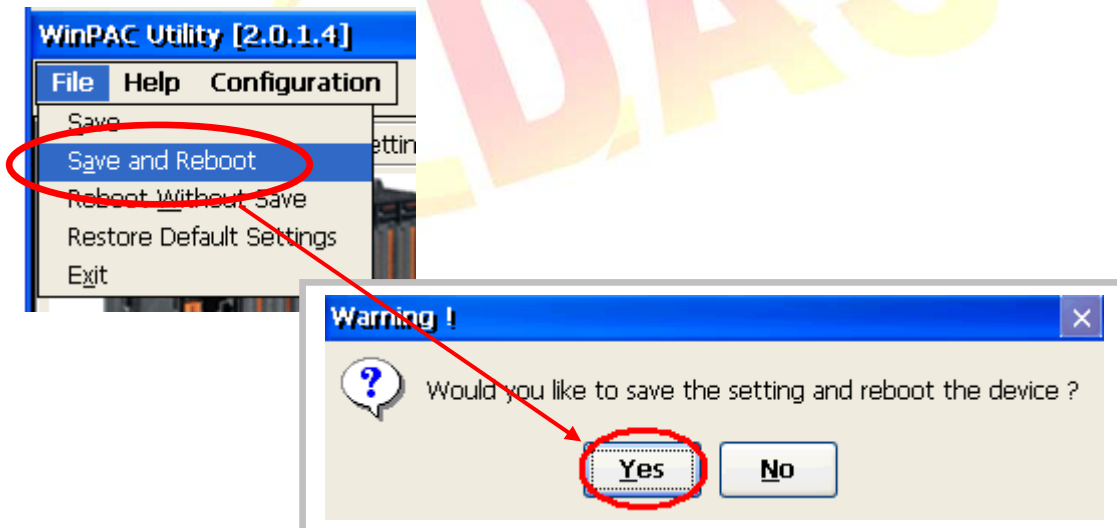 WinPAC Utility [2.0.1.4]
File Help Configuration
Save
Save and Reboot
Reboot Without Save
Restore Default Settings
Exit
Warning !
Would you like to save the setting and reboot the device ?
Yes No